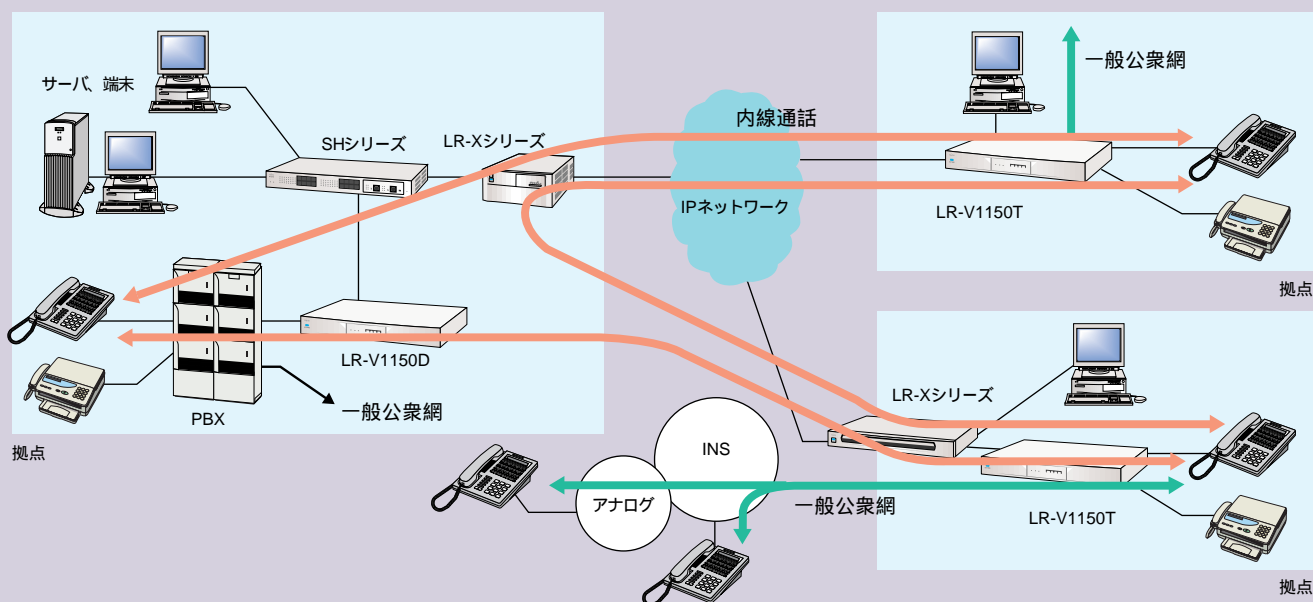 サーバ、端末
SHシリーズ
LR-Xシリーズ
PBX
LR-V1150D
一般公衆網
拠点
内線通話
IPネットワーク
一般公衆網
LR-V1150T
拠点
LR-Xシリーズ
LR-V1150T
拠点
INS
アナログ
一般公衆網